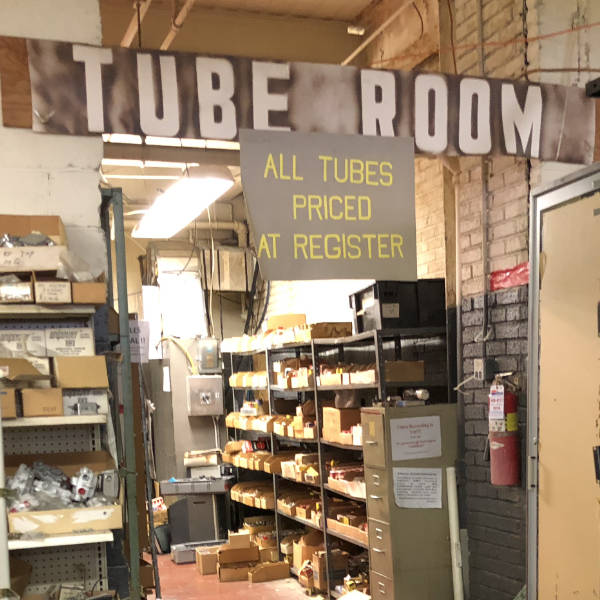 TUBE ROOM
ALL TUBES
PRICED
AT REGISTER